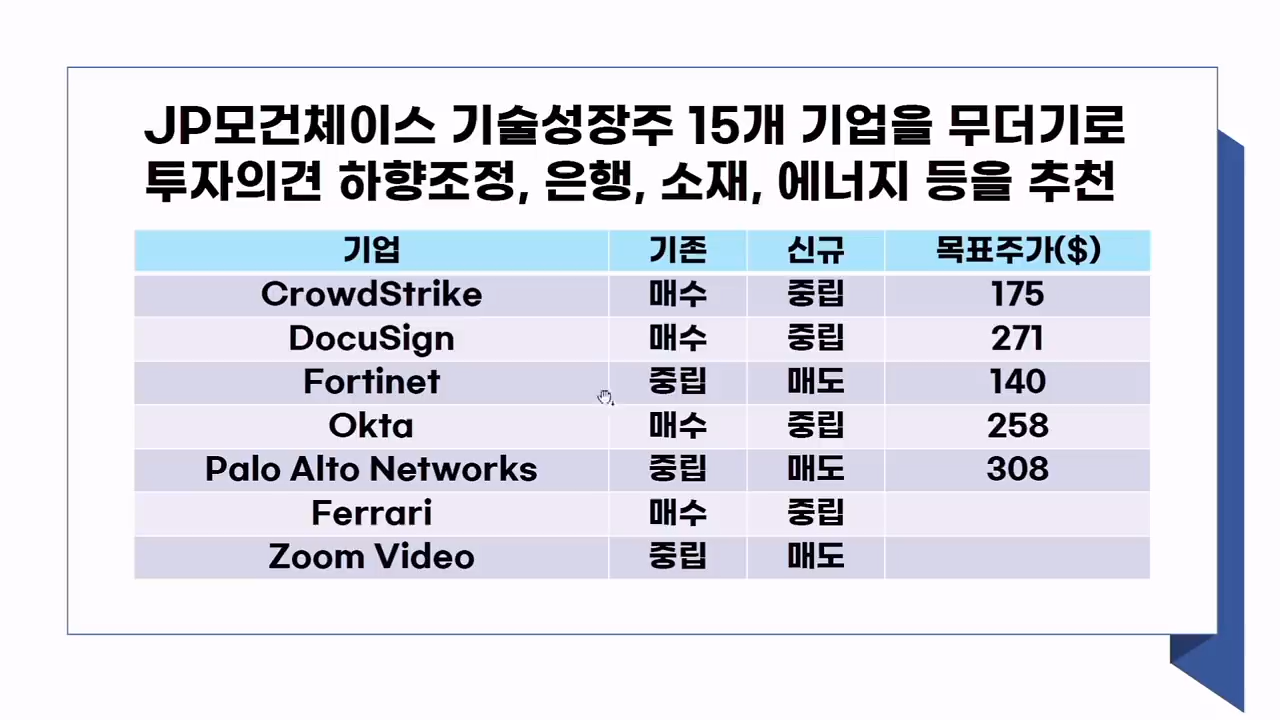 JP모건체이스 기술성장주 15개 기업을 무더기로
투자의견 하향조정, 은행, 소재, 에너지 등을 추천
기업 기존 신규 목표주가($)
CrowdStrike 매수 중립 175
DocuSign 매수 중립 271
Fortinet 중립 매도 140
Okta 매수 중립 258
Palo Alto Networks 중립 매도 308
Ferrari 매수 중립
Zoom Video 중립 매도